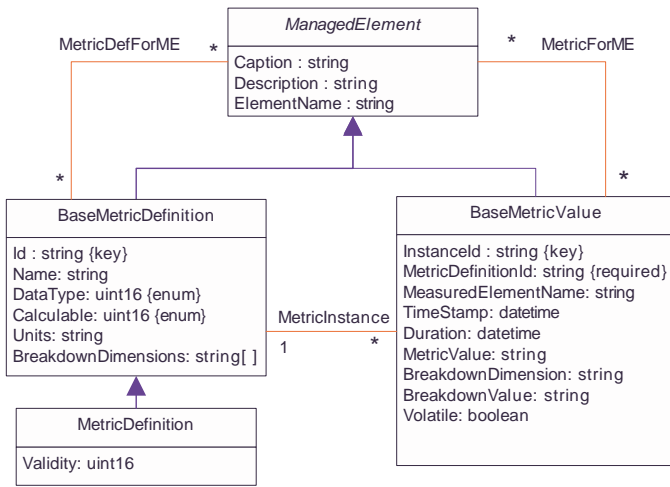 ManagedElement
MetricDefForME
*
*
MetricForME
Caption : string
Description : string
ElementName : string
*
*
BaseMetricDefinition
Id : string {key}
Name: string
DataType: uint16 {enum}
Calculable: uint16 {enum}
Units: string
BreakdownDimensions: string[ ]
MetricInstance
1
*
BaseMetricValue
InstanceId : string {key}
MetricDefinitionId: string {required}
MeasuredElementName: string
TimeStamp: datetime
Duration: datetime
MetricValue: string
BreakdownDimension: string
BreakdownValue: string
Volatile: boolean
MetricDefinition
Validity: uint16